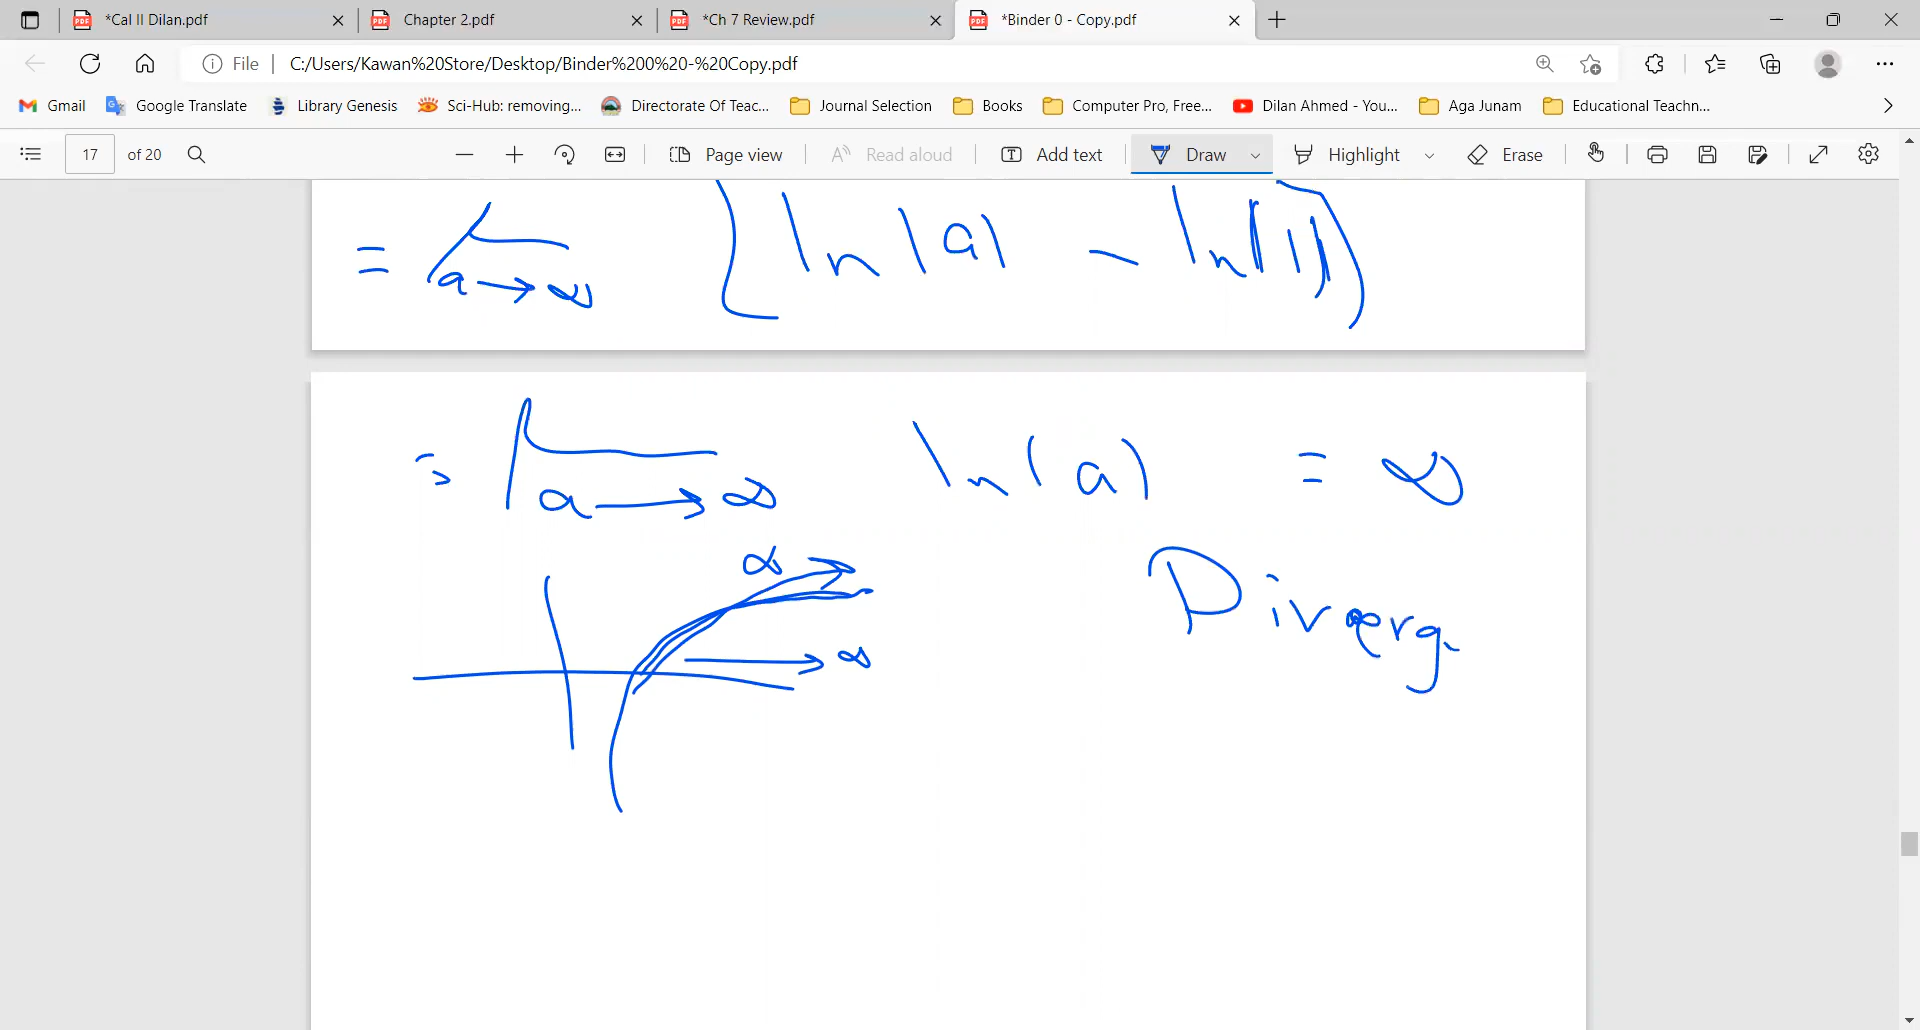 *Cal II Dilan.pdf
Chapter 2.pdf
*Ch 7 Review.pdf
*Binder 0 - Copy.pdf
File
C:/Users/Kawan%20Store/Desktop/Binder%200%20-%20Copy.pdf
Gmail
Google Translate
Library Genesis
Sci-Hub: removing...
Directorate Of Teac...
Journal Selection
Books
Computer Pro, Free...
Dilan Ahmed - You...
Aga Junam
Educational Teachn...
17 of 20
Page view
Read aloud
Add text
Draw
Highlight
Erase
= a → ∞ [ln |a| - ln |1|]
= a → ∞ ln |a| = ∞
∞
∞
Diverg